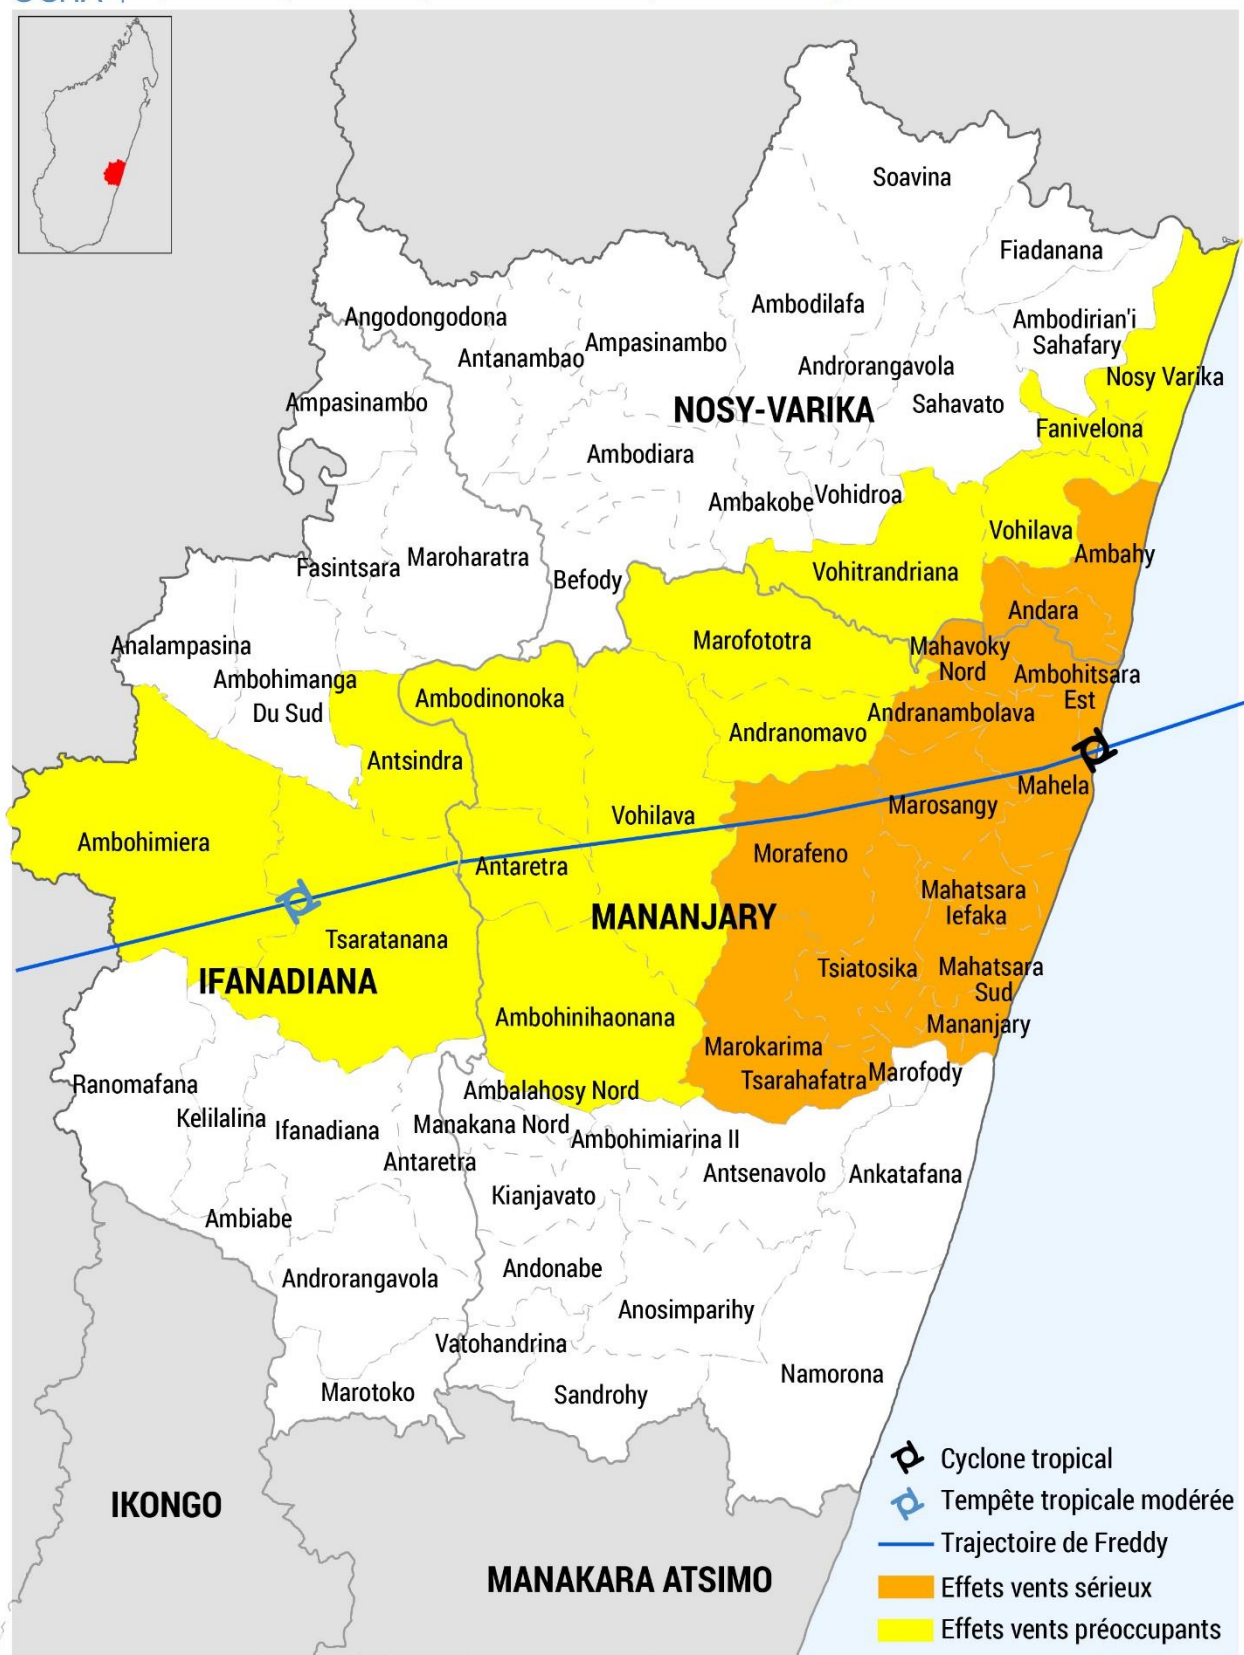 Soavina
Fiadanana
Ambodilafa
Angodongodona
Ambodirian'i
Sahafary
Antanambao
Ampasinambo
Androrangavola
Nosy Varika
Ampasinambo
Sahavato
NOSY-VARIKA
Fanivelona
Ambodiara
Ambakobe
Vohidroa
Vohilava
Ambahy
Maroharatra
Fasintsara
Befody
Vohitrandriana
Andara
Marofototra
Analampasina
Mahavoky
Nord
Ambohimanga
Du Sud
Ambohitsara
Est
Ambodinonoka
Andranambolava
Andranomavo
Antsindra
Mahela
Marosangy
Vohilava
Ambohimiera
Morafeno
Antaretra
Mahatsara
Iefaka
MANANJARY
Tsaratanana
IFANADIANA
Tsiatosika
Mahatsara
Sud
Ambohinihaonana
Mananjary
Marokarima
Marofody
Tsarahafatra
Ranomafana
Ambalahosy Nord
Kelilalina
Ifanadiana
Manakana Nord
Ambohimiarina II
Antaretra
Antsenavolo
Ankatafana
Kianjavato
Ambiabe
Andonabe
Androrangavola
Anosimparihy
Vatohandrina
Namorona
Marotoko
Sandrohy
IKONGO
MANAKARA ATSIMO
Cyclone tropical
Tempête tropicale modérée
Trajectoire de Freddy
Effets vents sérieux
Effets vents préoccupants